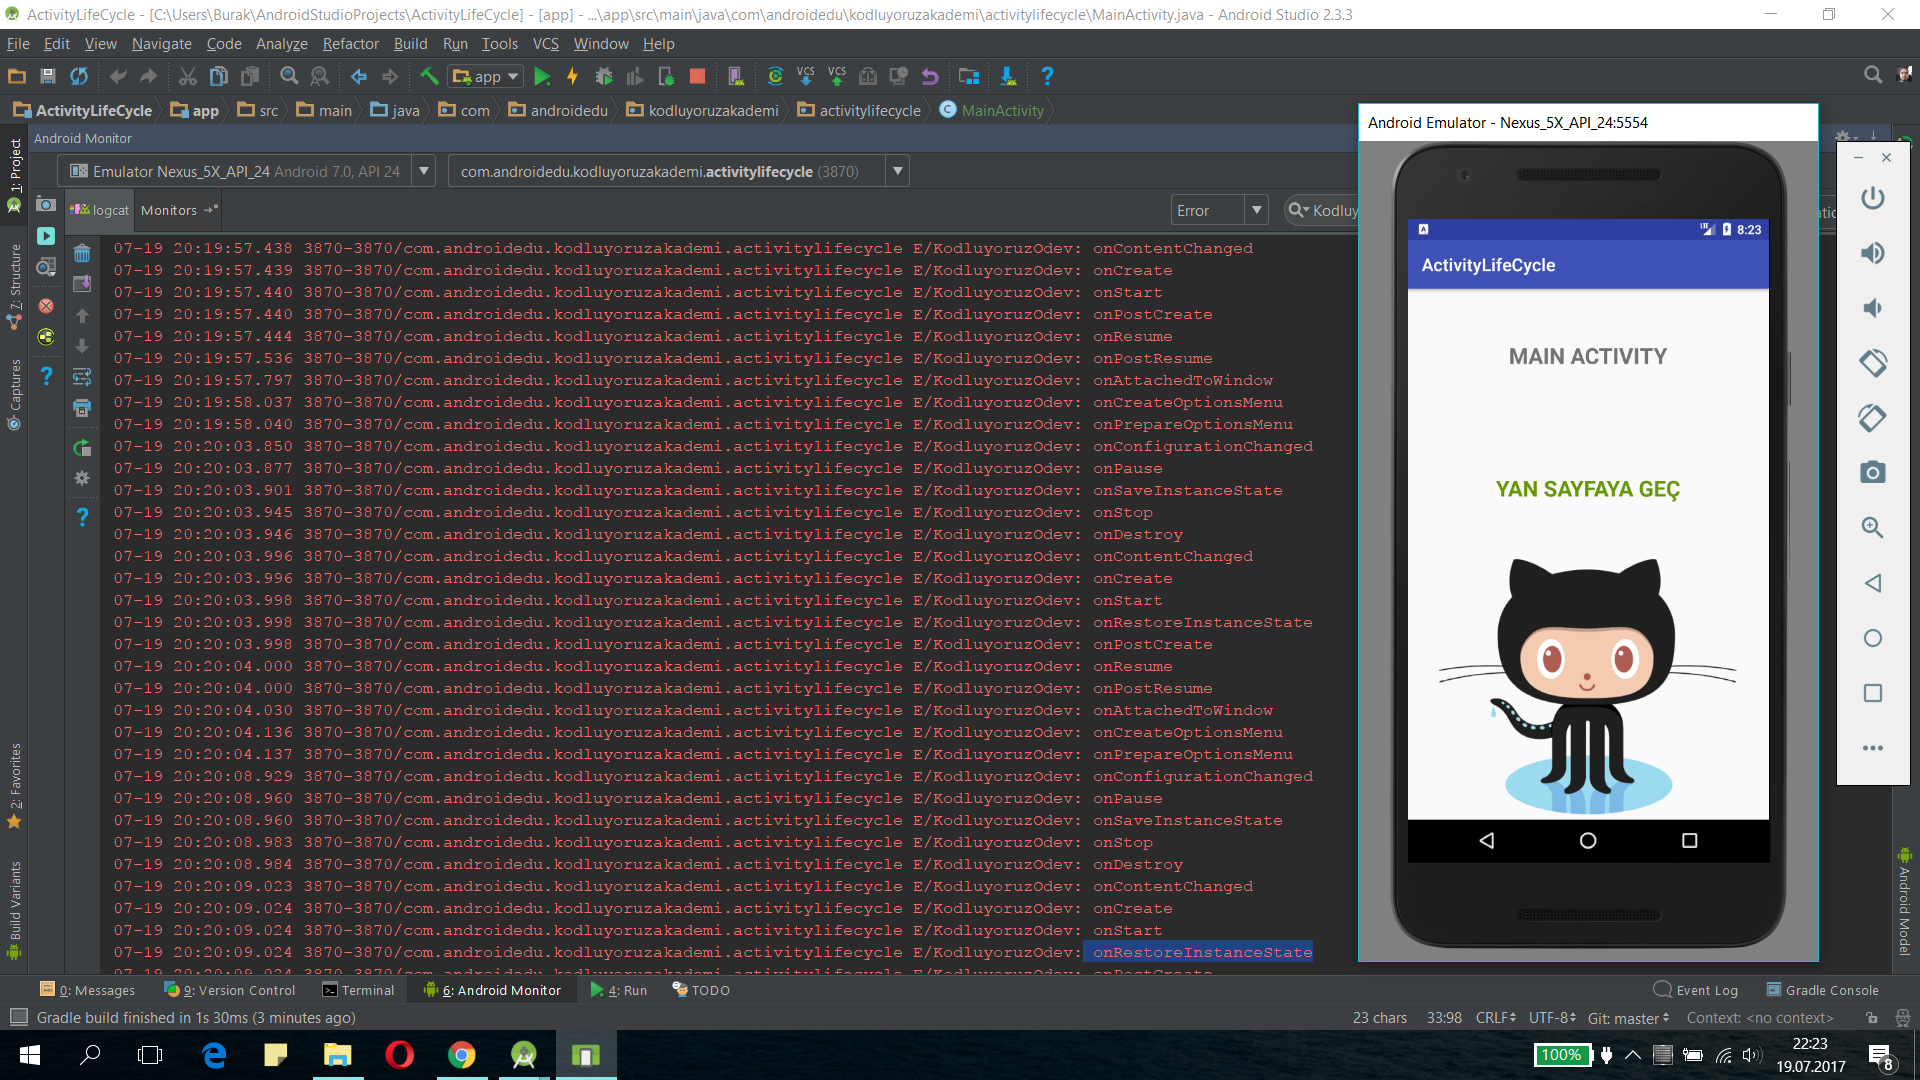 ActivityLifeCycle - [C:\Users\Burak\AndroidStudioProjects\ActivityLifeCycle] - [app] - ...\app\src\main\java\com\androidedu\kodluyoruzakademi\activitylifecycle\MainActivity.java - Android Studio 2.3.3
File Edit View Navigate Code Analyze Refactor Build Run Tools VCS Window Help
app VCS VCS
ActivityLifeCycle app src main java com androidedu kodluyoruzakademi activitylifecycle MainActivity
Android Monitor
Emulator Nexus_5X_API_24 Android 7.0, API 24 com.androidedu.kodluyoruzakademi.activitylifecycle (3870)
logcat Monitors Error
07-19 20:19:57.438 3870-3870/com.androidedu.kodluyoruzakademi.activitylifecycle E/KodluyoruzOdev: onContentChanged
07-19 20:19:57.439 3870-3870/com.androidedu.kodluyoruzakademi.activitylifecycle E/KodluyoruzOdev: onCreate
07-19 20:19:57.440 3870-3870/com.androidedu.kodluyoruzakademi.activitylifecycle E/KodluyoruzOdev: onStart
07-19 20:19:57.440 3870-3870/com.androidedu.kodluyoruzakademi.activitylifecycle E/KodluyoruzOdev: onPostCreate
07-19 20:19:57.444 3870-3870/com.androidedu.kodluyoruzakademi.activitylifecycle E/KodluyoruzOdev: onResume
07-19 20:19:57.536 3870-3870/com.androidedu.kodluyoruzakademi.activitylifecycle E/KodluyoruzOdev: onPostResume
07-19 20:19:57.797 3870-3870/com.androidedu.kodluyoruzakademi.activitylifecycle E/KodluyoruzOdev: onAttachedToWindow
07-19 20:19:58.037 3870-3870/com.androidedu.kodluyoruzakademi.activitylifecycle E/KodluyoruzOdev: onCreateOptionsMenu
07-19 20:19:58.040 3870-3870/com.androidedu.kodluyoruzakademi.activitylifecycle E/KodluyoruzOdev: onPrepareOptionsMenu
07-19 20:20:03.850 3870-3870/com.androidedu.kodluyoruzakademi.activitylifecycle E/KodluyoruzOdev: onConfigurationChanged
07-19 20:20:03.877 3870-3870/com.androidedu.kodluyoruzakademi.activitylifecycle E/KodluyoruzOdev: onPause
07-19 20:20:03.901 3870-3870/com.androidedu.kodluyoruzakademi.activitylifecycle E/KodluyoruzOdev: onSaveInstanceState
07-19 20:20:03.945 3870-3870/com.androidedu.kodluyoruzakademi.activitylifecycle E/KodluyoruzOdev: onStop
07-19 20:20:03.946 3870-3870/com.androidedu.kodluyoruzakademi.activitylifecycle E/KodluyoruzOdev: onDestroy
07-19 20:20:03.996 3870-3870/com.androidedu.kodluyoruzakademi.activitylifecycle E/KodluyoruzOdev: onContentChanged
07-19 20:20:03.996 3870-3870/com.androidedu.kodluyoruzakademi.activitylifecycle E/KodluyoruzOdev: onCreate
07-19 20:20:03.998 3870-3870/com.androidedu.kodluyoruzakademi.activitylifecycle E/KodluyoruzOdev: onStart
07-19 20:20:03.998 3870-3870/com.androidedu.kodluyoruzakademi.activitylifecycle E/KodluyoruzOdev: onRestoreInstanceState
07-19 20:20:03.998 3870-3870/com.androidedu.kodluyoruzakademi.activitylifecycle E/KodluyoruzOdev: onPostCreate
07-19 20:20:04.000 3870-3870/com.androidedu.kodluyoruzakademi.activitylifecycle E/KodluyoruzOdev: onResume
07-19 20:20:04.000 3870-3870/com.androidedu.kodluyoruzakademi.activitylifecycle E/KodluyoruzOdev: onPostResume
07-19 20:20:04.030 3870-3870/com.androidedu.kodluyoruzakademi.activitylifecycle E/KodluyoruzOdev: onAttachedToWindow
07-19 20:20:04.136 3870-3870/com.androidedu.kodluyoruzakademi.activitylifecycle E/KodluyoruzOdev: onCreateOptionsMenu
07-19 20:20:04.137 3870-3870/com.androidedu.kodluyoruzakademi.activitylifecycle E/KodluyoruzOdev: onPrepareOptionsMenu
07-19 20:20:08.929 3870-3870/com.androidedu.kodluyoruzakademi.activitylifecycle E/KodluyoruzOdev: onConfigurationChanged
07-19 20:20:08.960 3870-3870/com.androidedu.kodluyoruzakademi.activitylifecycle E/KodluyoruzOdev: onPause
07-19 20:20:08.960 3870-3870/com.androidedu.kodluyoruzakademi.activitylifecycle E/KodluyoruzOdev: onSaveInstanceState
07-19 20:20:08.983 3870-3870/com.androidedu.kodluyoruzakademi.activitylifecycle E/KodluyoruzOdev: onStop
07-19 20:20:08.984 3870-3870/com.androidedu.kodluyoruzakademi.activitylifecycle E/KodluyoruzOdev: onDestroy
07-19 20:20:09.023 3870-3870/com.androidedu.kodluyoruzakademi.activitylifecycle E/KodluyoruzOdev: onContentChanged
07-19 20:20:09.024 3870-3870/com.androidedu.kodluyoruzakademi.activitylifecycle E/KodluyoruzOdev: onCreate
07-19 20:20:09.024 3870-3870/com.androidedu.kodluyoruzakademi.activitylifecycle E/KodluyoruzOdev: onStart
07-19 20:20:09.024 3870-3870/com.androidedu.kodluyoruzakademi.activitylifecycle E/KodluyoruzOdev: onRestoreInstanceState
07-19 20:20:09.024 3870-3870/com.androidedu.kodluyoruzakademi.activitylifecycle E/KodluyoruzOdev: onPostCreate
1: Project
Z: Structure
Captures
2: Favorites
Build Variants
Android Model
Android Emulator - Nexus_5X_API_24:5554
LTE 8:23
ActivityLifeCycle
MAIN ACTIVITY
YAN SAYFAYA GEÇ
0: Messages 9: Version Control Terminal 6: Android Monitor 4: Run TODO Event Log Gradle Console
Gradle build finished in 1s 30ms (3 minutes ago) 23 chars 33:98 CRLF UTF-8 Git: master Context: <no context>
100% 22:23
19.07.2017
8